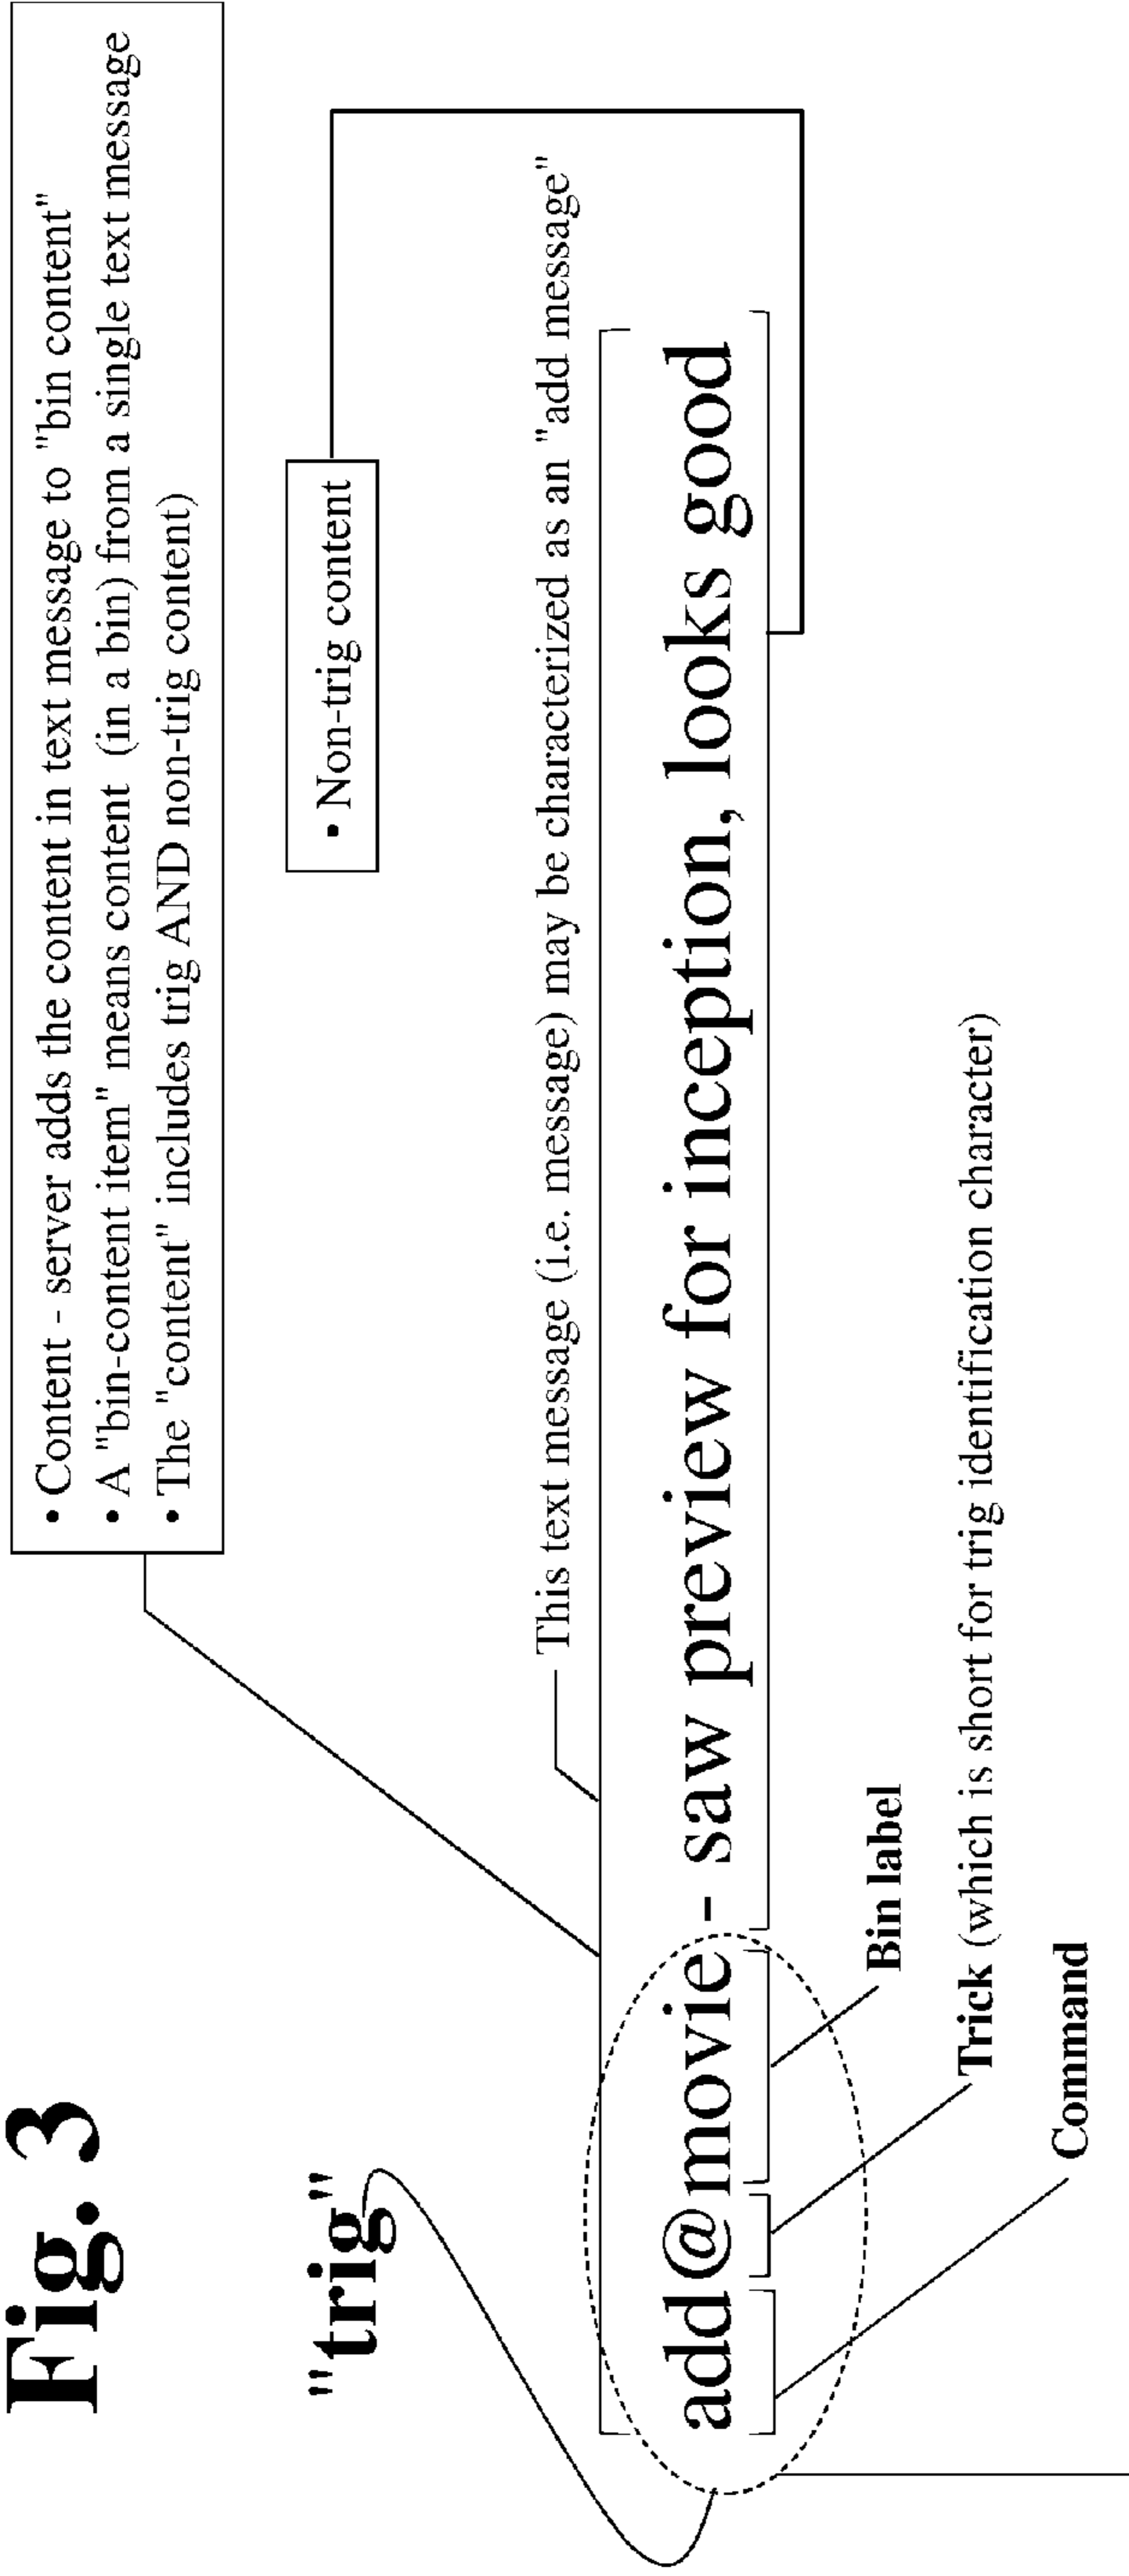 Fig. 3
• Content - server adds the content in text message to "bin content"
• A "bin-content item" means content (in a bin) from a single text message
• The "content" includes trig AND non-trig content)
"trig"
• Non-trig content
This text message (i.e. message) may be characterized as an "add message"
add@movie - saw preview for inception, looks good
Bin label
Trick (which is short for trig identification character)
Command